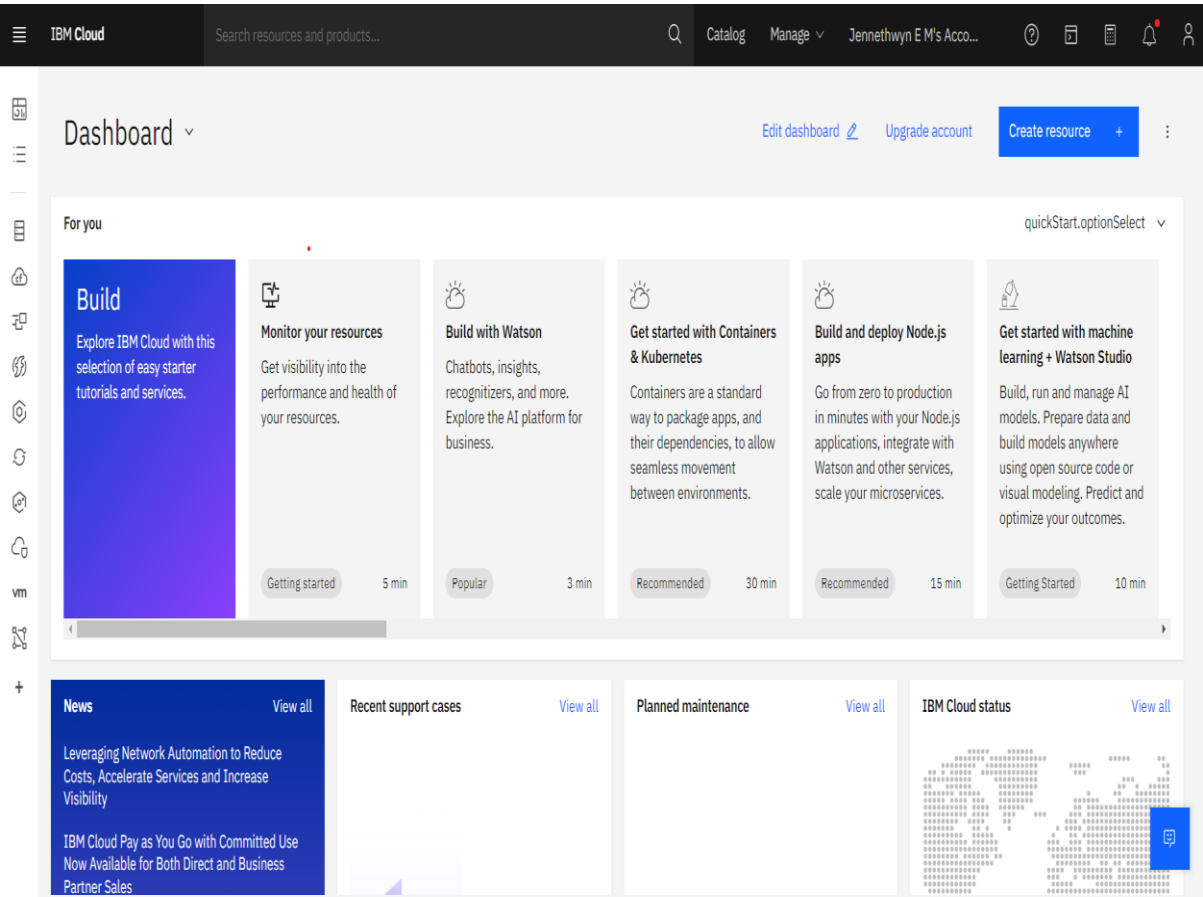 IBM Cloud
Search resources and products...
Catalog
Manage
Jennethwyn E M's Acco...
Dashboard
Edit dashboard
Upgrade account
Create resource +
For you
quickStart.optionSelect
Build
Explore IBM Cloud with this
selection of easy starter
tutorials and services.
Monitor your resources
Get visibility into the
performance and health of
your resources.
Getting started
5 min
Build with Watson
Chatbots, insights,
recognizers, and more.
Explore the AI platform for
business.
Popular
3 min
Get started with Containers
& Kubernetes
Containers are a standard
way to package apps, and
their dependencies, to allow
seamless movement
between environments.
Recommended
30 min
Build and deploy Node.js
apps
Go from zero to production
in minutes with your Node.js
applications, integrate with
Watson and other services,
scale your microservices.
Recommended
15 min
Get started with machine
learning + Watson Studio
Build, run and manage AI
models. Prepare data and
build models anywhere
using open source code or
visual modeling. Predict and
optimize your outcomes.
Getting Started
10 min
vm
News
View all
Leveraging Network Automation to Reduce
Costs, Accelerate Services and Increase
Visibility
IBM Cloud Pay as You Go with Committed Use
Now Available for Both Direct and Business
Partner Sales
Recent support cases
View all
Planned maintenance
View all
IBM Cloud status
View all